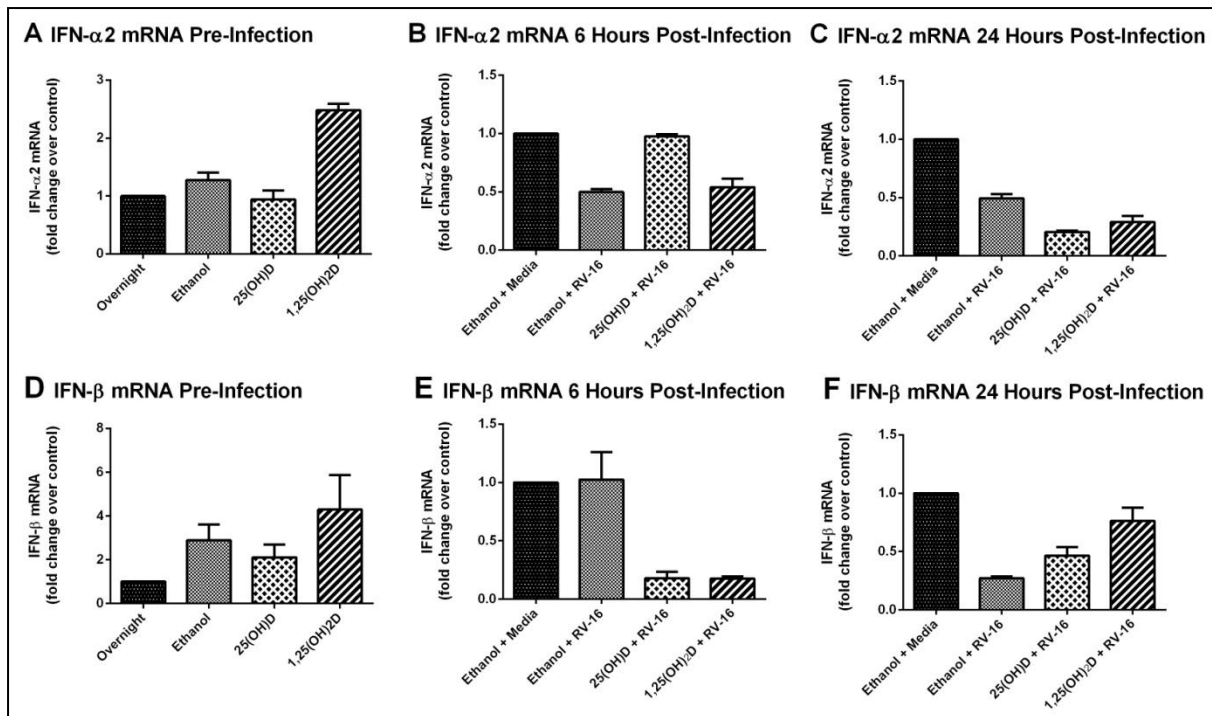 A IFN-α2 mRNA Pre-Infection
IFN-α2 mRNA
(fold change over control)
3
2
1
0
Overnight
Ethanol
25(OH)D
1,25(OH)2D
B IFN-α2 mRNA 6 Hours Post-Infection
IFN-α2 mRNA
(fold change over control)
1.5
1.0
0.5
0.0
Ethanol + Media
Ethanol + RV-16
25(OH)D + RV-16
1,25(OH)₂D + RV-16
C IFN-α2 mRNA 24 Hours Post-Infection
IFN-α2 mRNA
(fold change over control)
1.5
1.0
0.5
0.0
Ethanol + Media
Ethanol + RV-16
25(OH)D + RV-16
1,25(OH)₂D + RV-16
D IFN-β mRNA Pre-Infection
IFN-β mRNA
(fold change over control)
8
6
4
2
0
Overnight
Ethanol
25(OH)D
1,25(OH)2D
E IFN-β mRNA 6 Hours Post-Infection
IFN-β mRNA
(fold change over control)
1.5
1.0
0.5
0.0
Ethanol + Media
Ethanol + RV-16
25(OH)D + RV-16
1,25(OH)₂D + RV-16
F IFN-β mRNA 24 Hours Post-Infection
IFN-β mRNA
(fold change over control)
1.5
1.0
0.5
0.0
Ethanol + Media
Ethanol + RV-16
25(OH)D + RV-16
1,25(OH)₂D + RV-16